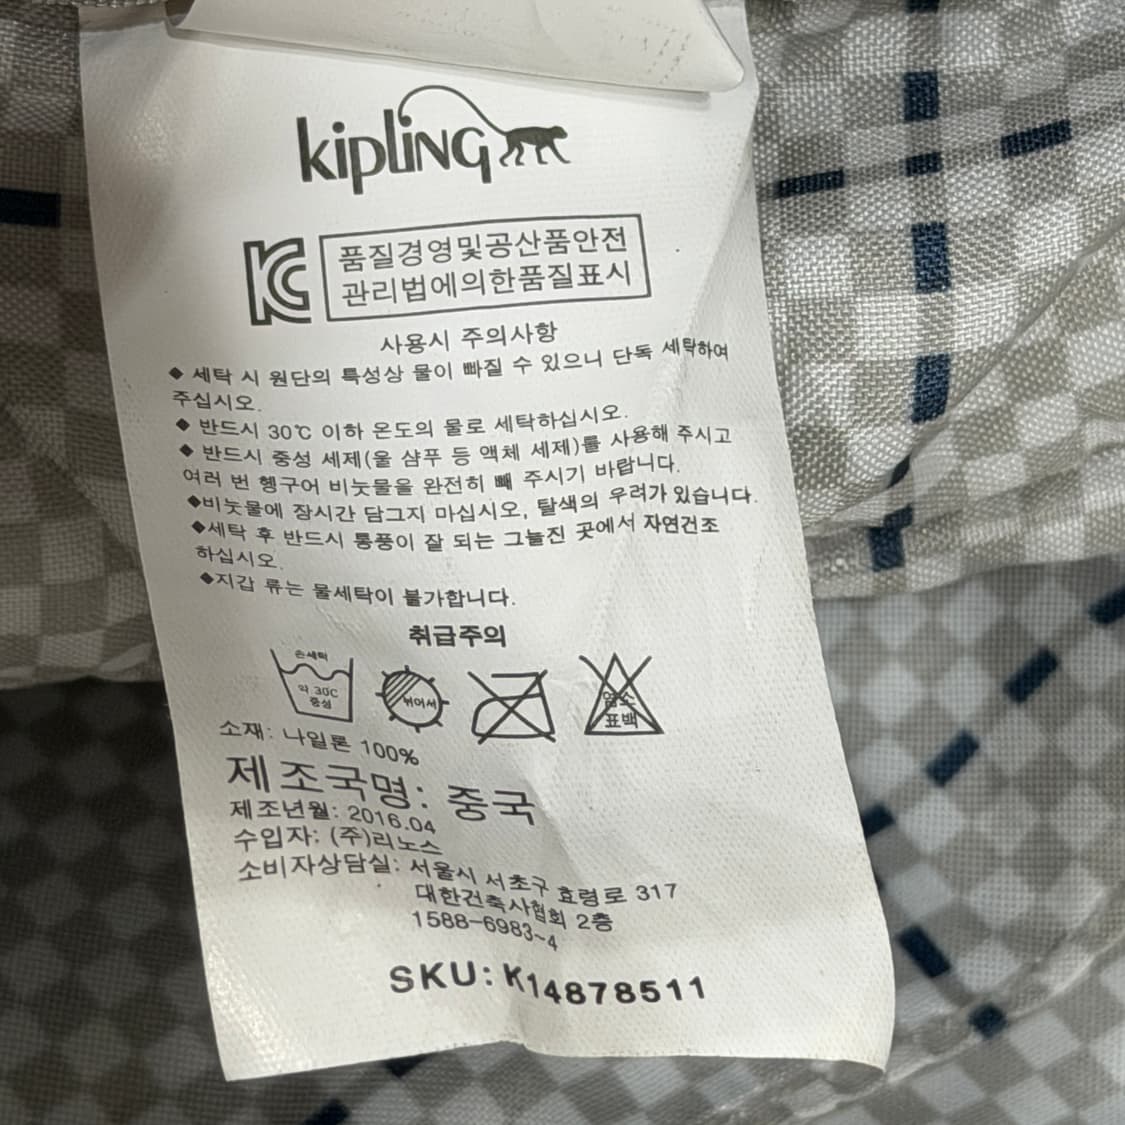 kipling
KC
품질경영및공산품안전
관리법에의한품질표시
사용시 주의사항
◆ 세탁 시 원단의 특성상 물이 빠질 수 있으니 단독 세탁하여
주십시오.
◆ 반드시 30℃ 이하 온도의 물로 세탁하십시오.
◆ 반드시 중성 세제(울 샴푸 등 액체 세제)를 사용해 주시고
여러 번 헹구어 비눗물을 완전히 빼 주시기 바랍니다.
◆비눗물에 장시간 담그지 마십시오, 탈색의 우려가 있습니다.
◆세탁 후 반드시 통풍이 잘 되는 그늘진 곳에서 자연건조
하십시오.
◆지갑 류는 물세탁이 불가합니다.
취급주의
손세탁
약 30℃
중성
뉘어서
염소
표백
소재: 나일론 100%
제조국명: 중국
제조년월: 2016.04
수입자: (주)리노스
소비자상담실: 서울시 서초구 효령로 317
대한건축사협회 2층
1588-6983~4
SKU: K14878511